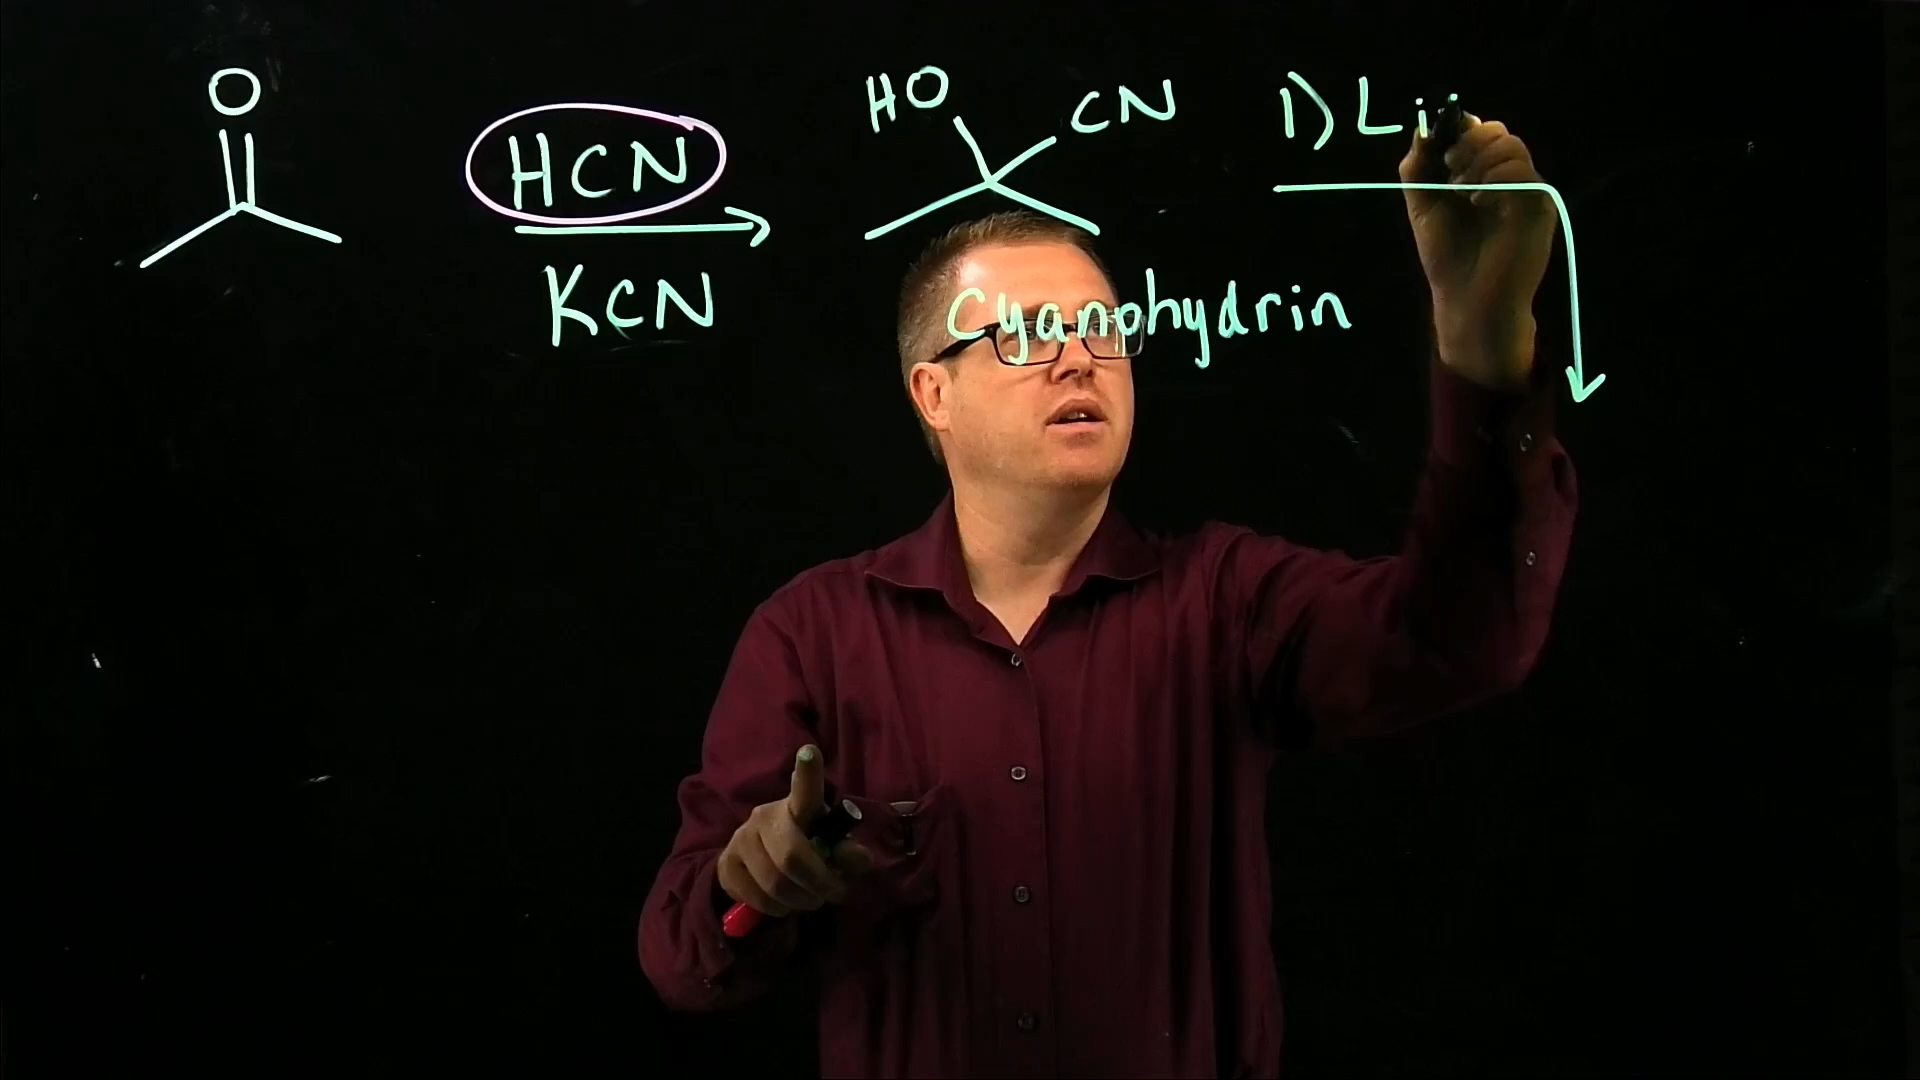 O
HCN
KCN
HO
CN
Cyanohydrin
1) Li